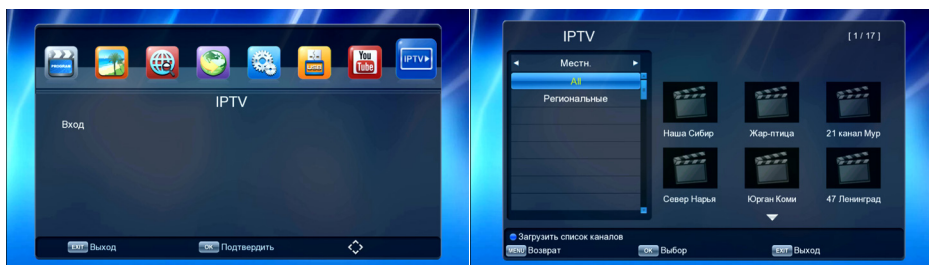 PROGRAM
You Tube
IPTV
IPTV
Вход
EXIT Выход
OK Подтвердить
IPTV
[ 1 / 17 ]
Местн.
All
Региональные
Наша Сибир
Жар-птица
21 канал Мур
Север Нарья
Юрган Коми
47 Ленинград
Загрузить список каналов
MENU Возврат
OK Выбор
EXIT Выход